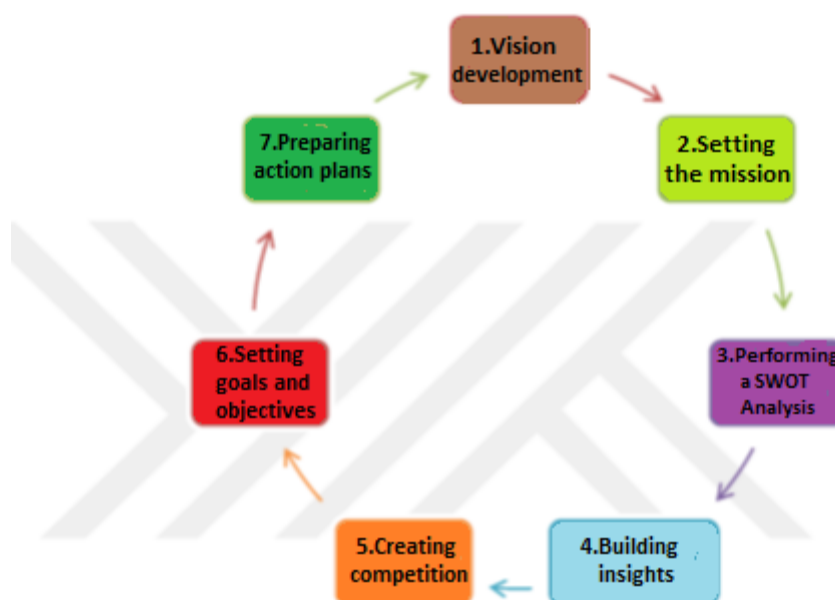 1.Vision
development
2.Setting
the mission
3.Performing
a SWOT
Analysis
4.Building
insights
5.Creating
competition
6.Setting
goals and
objectives
7.Preparing
action plans